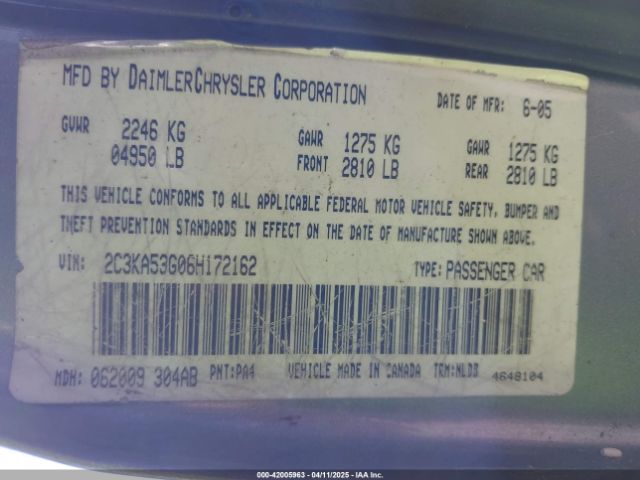 MFD BY DAIMLERCHRYSLER CORPORATION DATE OF MFR: 6-05
GVWR 2246 KG 04950 LB GAWR FRONT 1275 KG 2810 LB GAWR REAR 1275 KG 2810 LB
THIS VEHICLE CONFORMS TO ALL APPLICABLE FEDERAL MOTOR VEHICLE SAFETY, BUMPER AND
THEFT PREVENTION STANDARDS IN EFFECT ON THE DATE OF MANUFACTURE SHOWN ABOVE.
VIN: 2C3KA53G06H172162 TYPE: PASSENGER CAR
MDH: 062009 304AB PNT:PA4 VEHICLE MADE IN CANADA TRM:NLDB 4648104
000-42005963 - 04/11/2025 - IAA Inc.